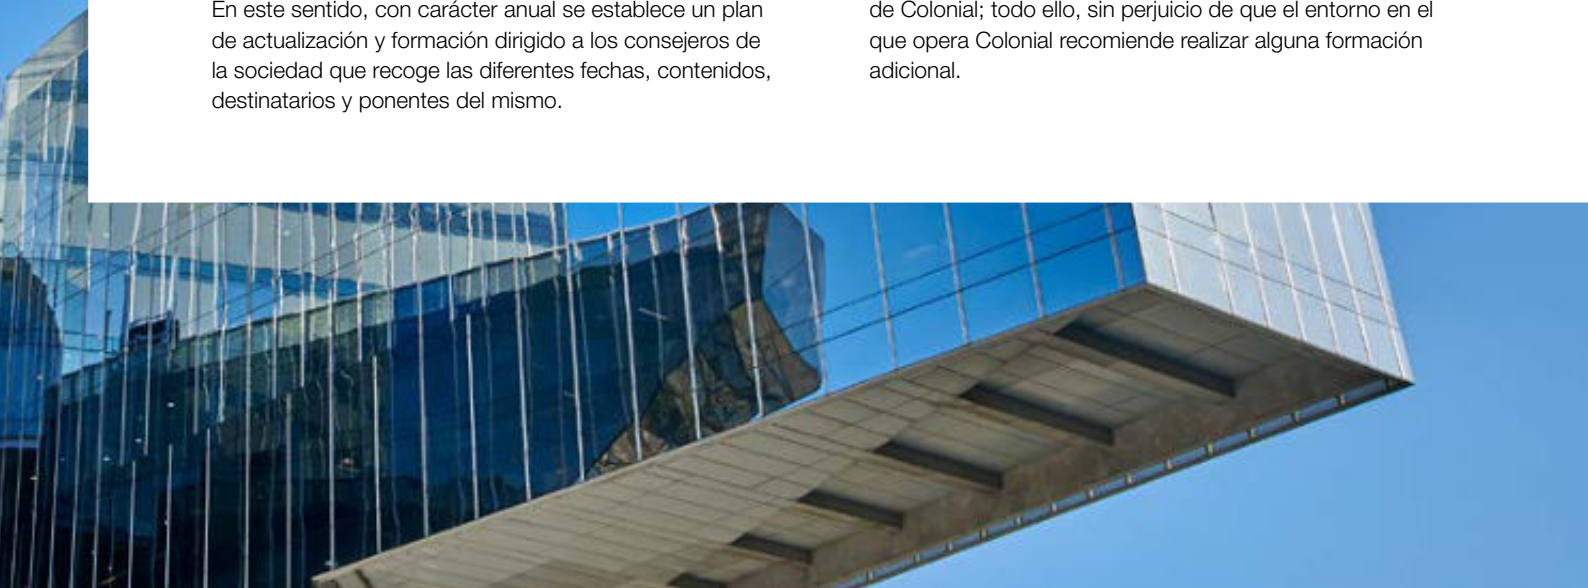 En este sentido, con carácter anual se establece un plan
de actualización y formación dirigido a los consejeros de
la sociedad que recoge las diferentes fechas, contenidos,
destinatarios y ponentes del mismo.
de Colonial; todo ello, sin perjuicio de que el entorno en el
que opera Colonial recomiende realizar alguna formación
adicional.